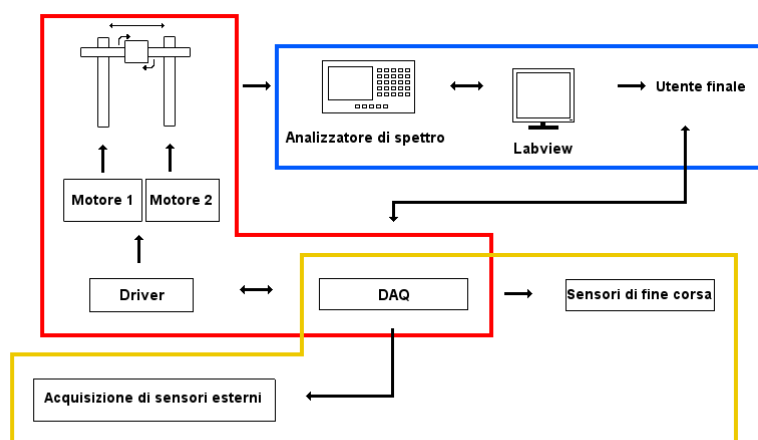 Analizzatore di spettro
Labview
Utente finale
Motore 1
Motore 2
Driver
DAQ
Sensori di fine corsa
Acquisizione di sensori esterni